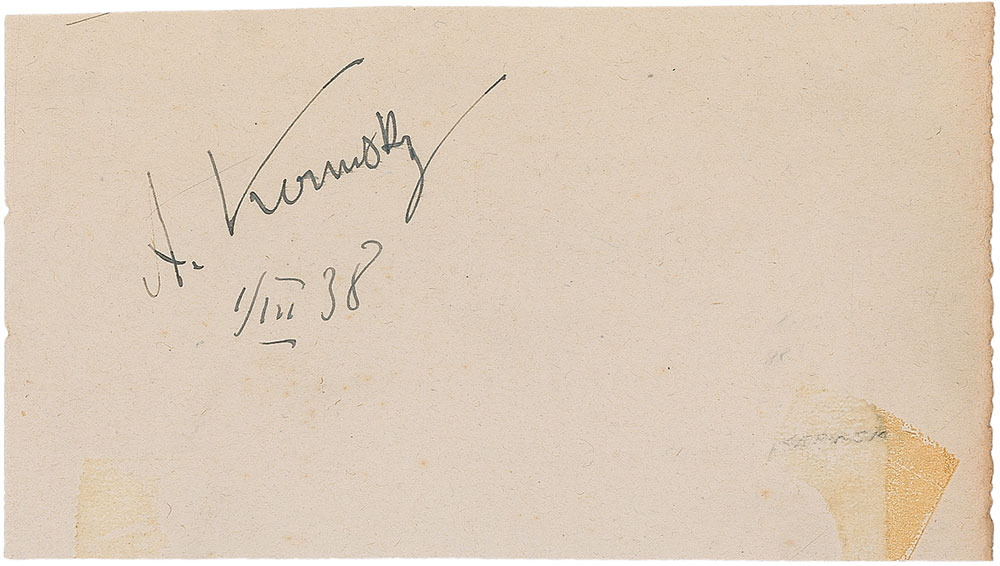 A. Kerensky
1/III 38